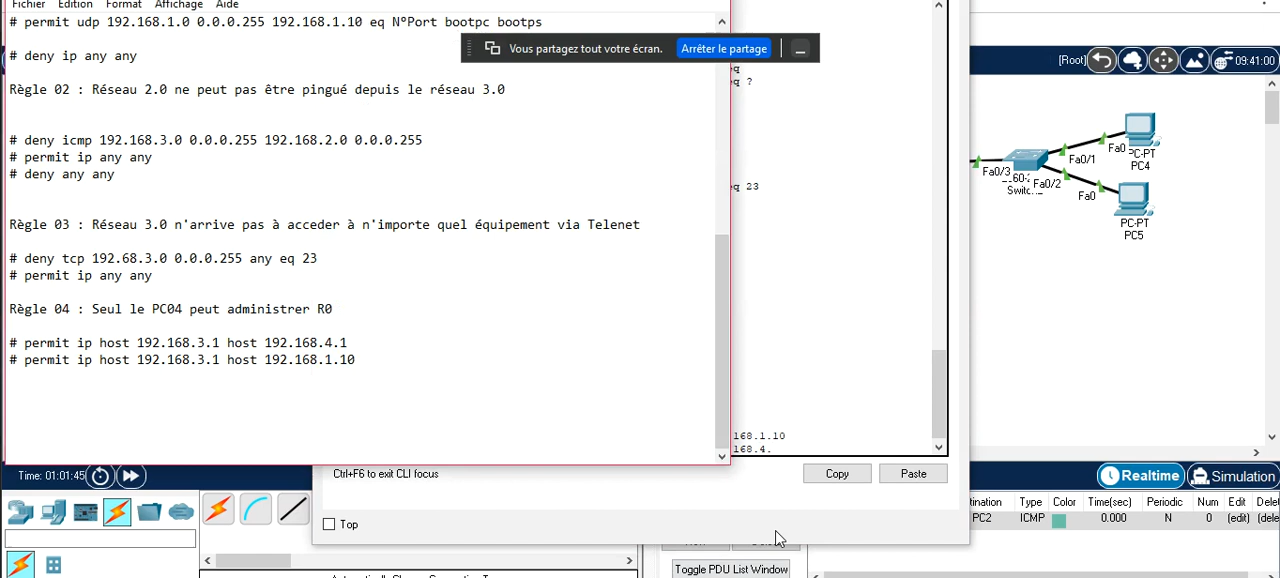 Fichier Edition Format Affichage Aide
# permit udp 192.168.1.0 0.0.0.255 192.168.1.10 eq N°Port bootpc bootps
# deny ip any any
Règle 02 : Réseau 2.0 ne peut pas être pingué depuis le réseau 3.0
# deny icmp 192.168.3.0 0.0.0.255 192.168.2.0 0.0.0.255
# permit ip any any
# deny any any
Règle 03 : Réseau 3.0 n'arrive pas à acceder à n'importe quel équipement via Telenet
# deny tcp 192.68.3.0 0.0.0.255 any eq 23
# permit ip any any
Règle 04 : Seul le PC04 peut administrer R0
# permit ip host 192.168.3.1 host 192.168.4.1
# permit ip host 192.168.3.1 host 192.168.1.10
Vous partagez tout votre écran. Arrêter le partage
eq
eq ?
eq 23
168.1.10
168.4.
Ctrl+F6 to exit CLI focus
Copy Paste
Top
[Root] 09:41:00
Fa0/3
Fa0/1
Fa0
PC-PT
PC4
Fa0/2
Fa0
PC-PT
PC5
Time: 01:01:45
Realtime Simulation
Type Color Time(sec) Periodic Num Edit
PC2 ICMP 0.000 N 0 (edit)
Toggle PDU List Window